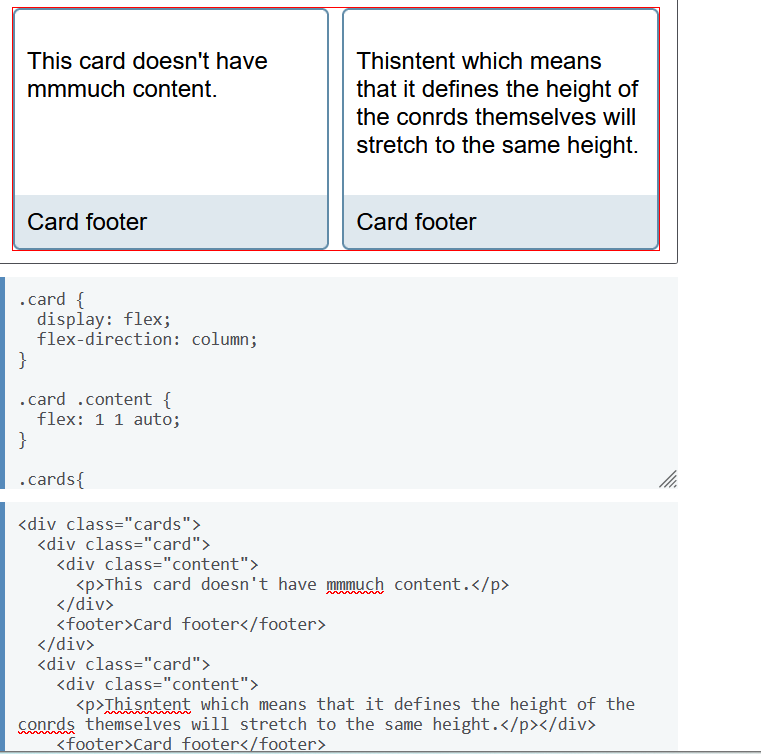 This card doesn't have
mmmuch content.
Card footer
Thisntent which means
that it defines the height of
the conrds themselves will
stretch to the same height.
Card footer
.card {
  display: flex;
  flex-direction: column;
}
.card .content {
  flex: 1 1 auto;
}
.cards{
<div class="cards">
  <div class="card">
    <div class="content">
      <p>This card doesn't have mmmuch content.</p>
    </div>
    <footer>Card footer</footer>
  </div>
  <div class="card">
    <div class="content">
      <p>Thisntent which means that it defines the height of the
conrds themselves will stretch to the same height.</p></div>
    <footer>Card footer</footer>